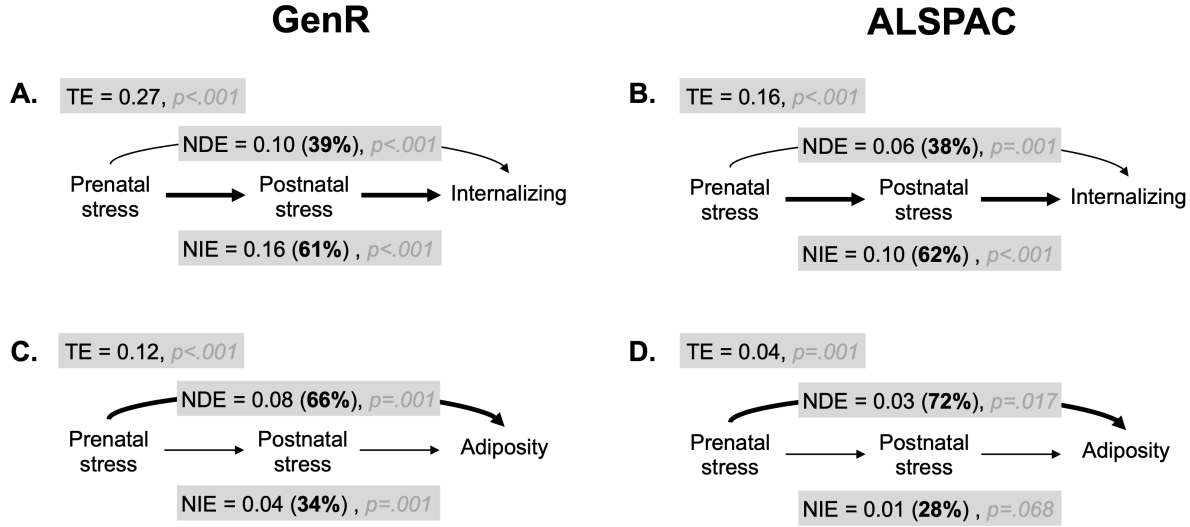 GenR
ALSPAC
A.
TE = 0.27, p<.001
NDE = 0.10 (39%), p<.001
Prenatal
stress
Postnatal
stress
Internalizing
NIE = 0.16 (61%) , p<.001
B.
TE = 0.16, p<.001
NDE = 0.06 (38%), p=.001
Prenatal
stress
Postnatal
stress
Internalizing
NIE = 0.10 (62%) , p<.001
C.
TE = 0.12, p<.001
NDE = 0.08 (66%), p=.001
Prenatal
stress
Postnatal
stress
Adiposity
NIE = 0.04 (34%) , p=.001
D.
TE = 0.04, p=.001
NDE = 0.03 (72%), p=.017
Prenatal
stress
Postnatal
stress
Adiposity
NIE = 0.01 (28%) , p=.068